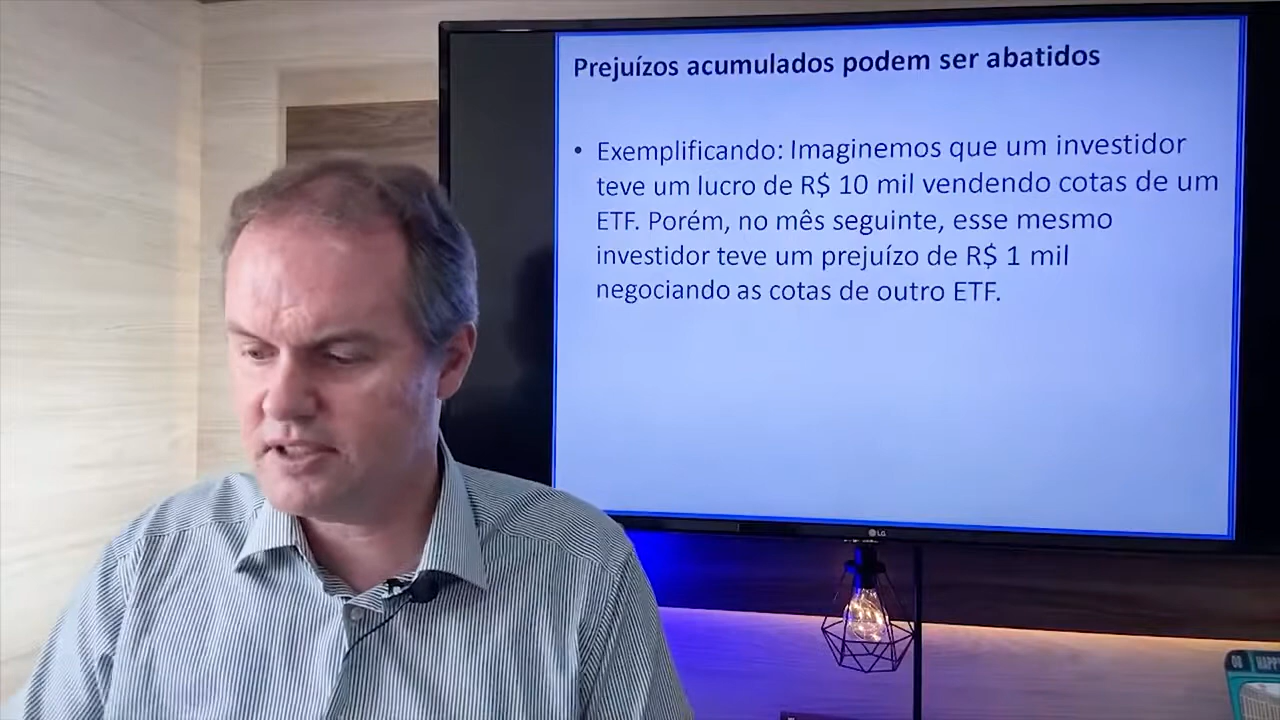 Prejuízos acumulados podem ser abatidos
• Exemplificando: Imaginemos que um investidor
teve um lucro de R$ 10 mil vendendo cotas de um
ETF. Porém, no mês seguinte, esse mesmo
investidor teve um prejuízo de R$ 1 mil
negociando as cotas de outro ETF.
LG